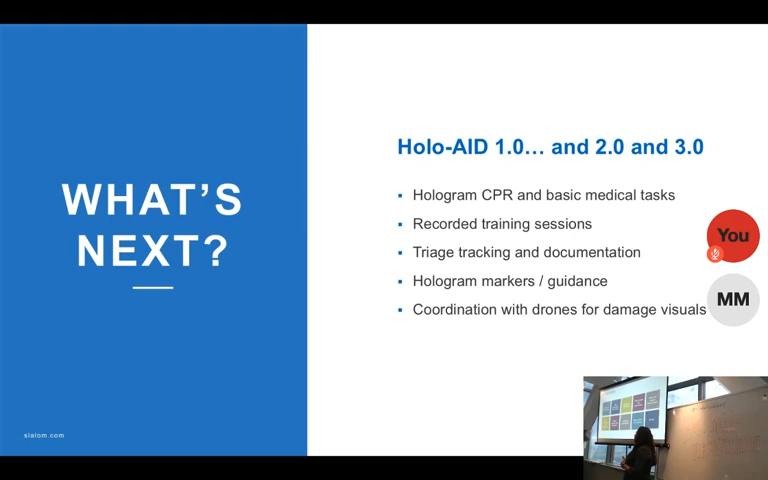 WHAT'S
NEXT?
slalom.com
Holo-AID 1.0... and 2.0 and 3.0
▪ Hologram CPR and basic medical tasks
▪ Recorded training sessions
▪ Triage tracking and documentation
▪ Hologram markers / guidance
▪ Coordination with drones for damage visuals
You
MM